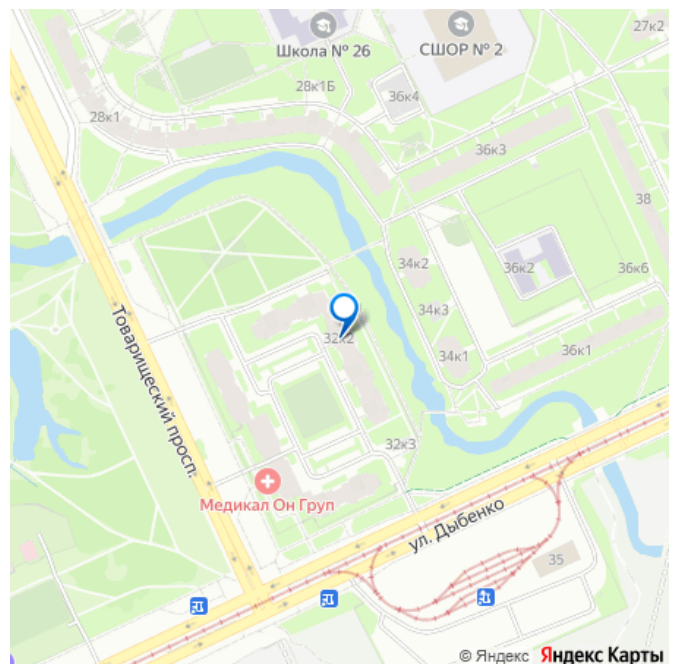 27к2
Школа № 26
СШОР № 2
28к1Б
36к4
28к1
36к3
38
34к2
36к2
36к6
34к3
Товарищеский просп.
32к2
34к1
36к1
32к3
Медикал Он Груп
ул. Дыбенко
35
© Яндекс Яндекс Карты